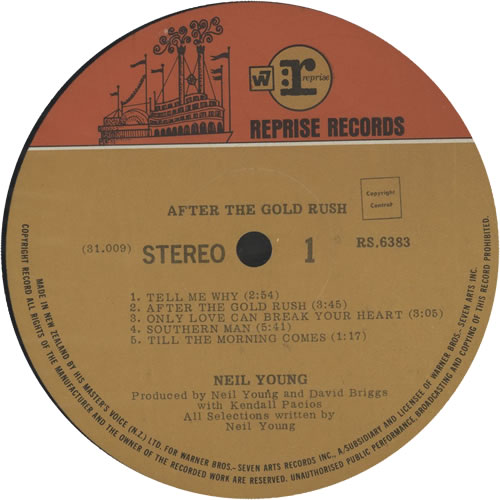 W7 r reprise
REPRISE RECORDS
AFTER THE GOLD RUSH
Copyright
Control
(31.009)
STEREO
1
RS.6383
1. TELL ME WHY (2:54)
2. AFTER THE GOLD RUSH (3:45)
3. ONLY LOVE CAN BREAK YOUR HEART (3:05)
4. SOUTHERN MAN (5:41)
5. TILL THE MORNING COMES (1:17)
NEIL YOUNG
Produced by Neil Young and David Briggs
with Kendall Pacios
All Selections written by
Neil Young
MADE IN NEW ZEALAND BY HIS MASTER'S VOICE (N.Z.) LTD. FOR WARNER BROS.–SEVEN ARTS RECORDS INC., A/SUBSIDIARY AND LICENSEE OF WARNER BROS.–SEVEN ARTS INC.
COPYRIGHT RECORD ALL RIGHTS OF THE MANUFACTURER AND THE OWNER OF THE RECORDED WORK ARE RESERVED. UNAUTHORISED PUBLIC PERFORMANCE, BROADCASTING AND COPYING OF THIS RECORD PROHIBITED.